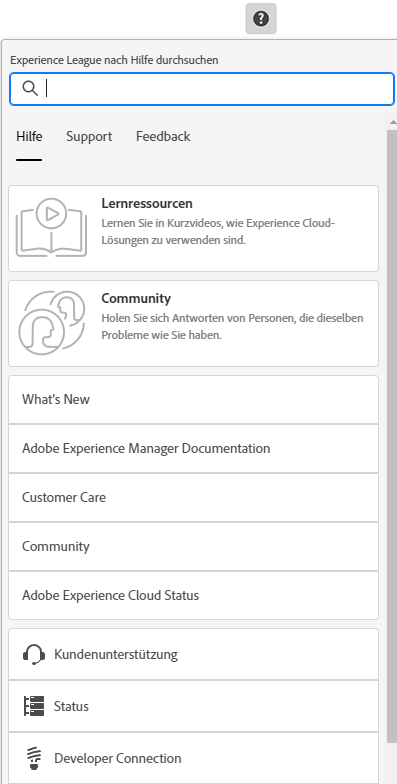 Experience League nach Hilfe durchsuchen
Hilfe Support Feedback
Lernressourcen
Lernen Sie in Kurzvideos, wie Experience Cloud-
Lösungen zu verwenden sind.
Community
Holen Sie sich Antworten von Personen, die dieselben
Probleme wie Sie haben.
What's New
Adobe Experience Manager Documentation
Customer Care
Community
Adobe Experience Cloud Status
Kundenunterstützung
Status
Developer Connection